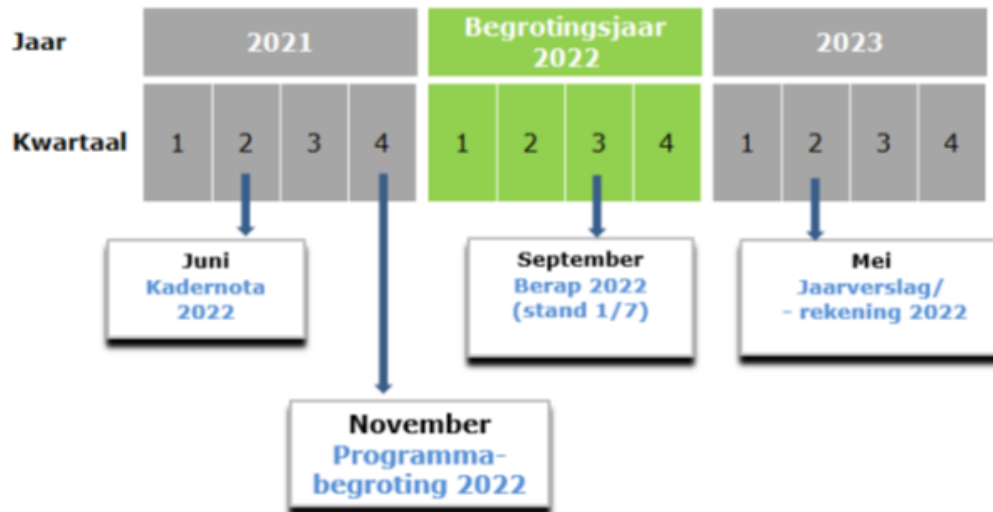 Jaar 2021 Begrotingsjaar 2023
2022
Kwartaal 1 2 3 4 1 2 3 4 1 2 3 4
Juni
Kadernota
2022
September
Berap 2022
(stand 1/7)
Mei
Jaarverslag/
- rekening 2022
November
Programma-
begroting 2022